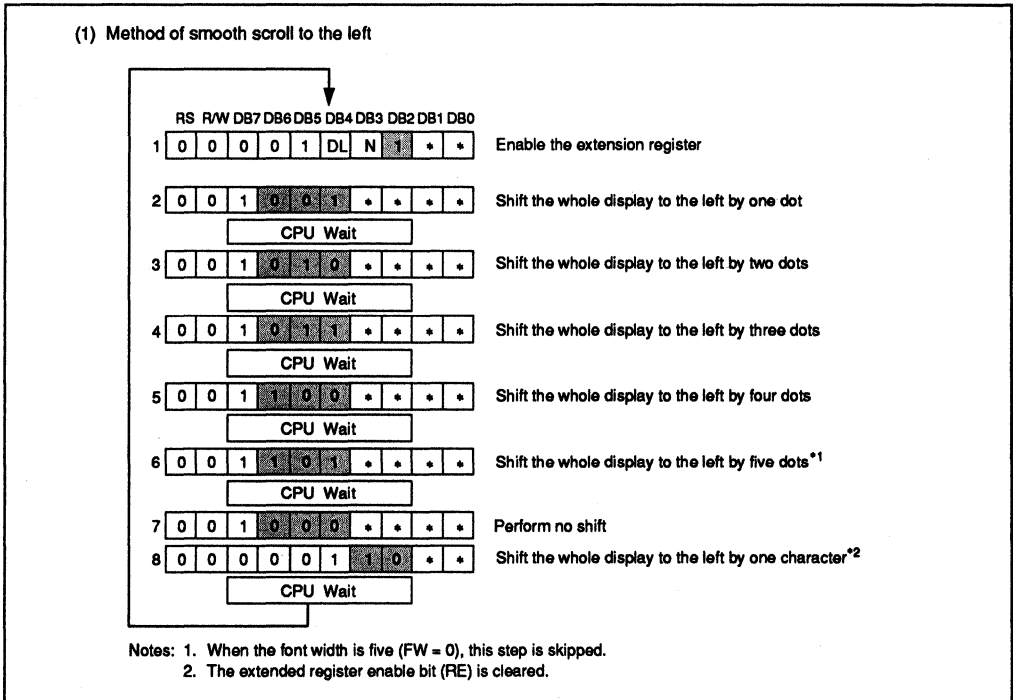 (1) Method of smooth scroll to the left
RS R/W DB7 DB6 DB5 DB4 DB3 DB2 DB1 DB0
1 0 0 0 0 1 DL N 1 * * Enable the extension register
2 0 0 1 0 0 1 * * * * Shift the whole display to the left by one dot
CPU Wait
3 0 0 1 0 1 0 * * * * Shift the whole display to the left by two dots
CPU Wait
4 0 0 1 0 1 1 * * * * Shift the whole display to the left by three dots
CPU Wait
5 0 0 1 1 0 0 * * * * Shift the whole display to the left by four dots
CPU Wait
6 0 0 1 1 0 1 * * * * Shift the whole display to the left by five dots*1
CPU Wait
7 0 0 1 0 0 0 * * * * Perform no shift
8 0 0 0 0 0 1 1 0 * * Shift the whole display to the left by one character*2
CPU Wait
Notes: 1. When the font width is five (FW = 0), this step is skipped.
2. The extended register enable bit (RE) is cleared.